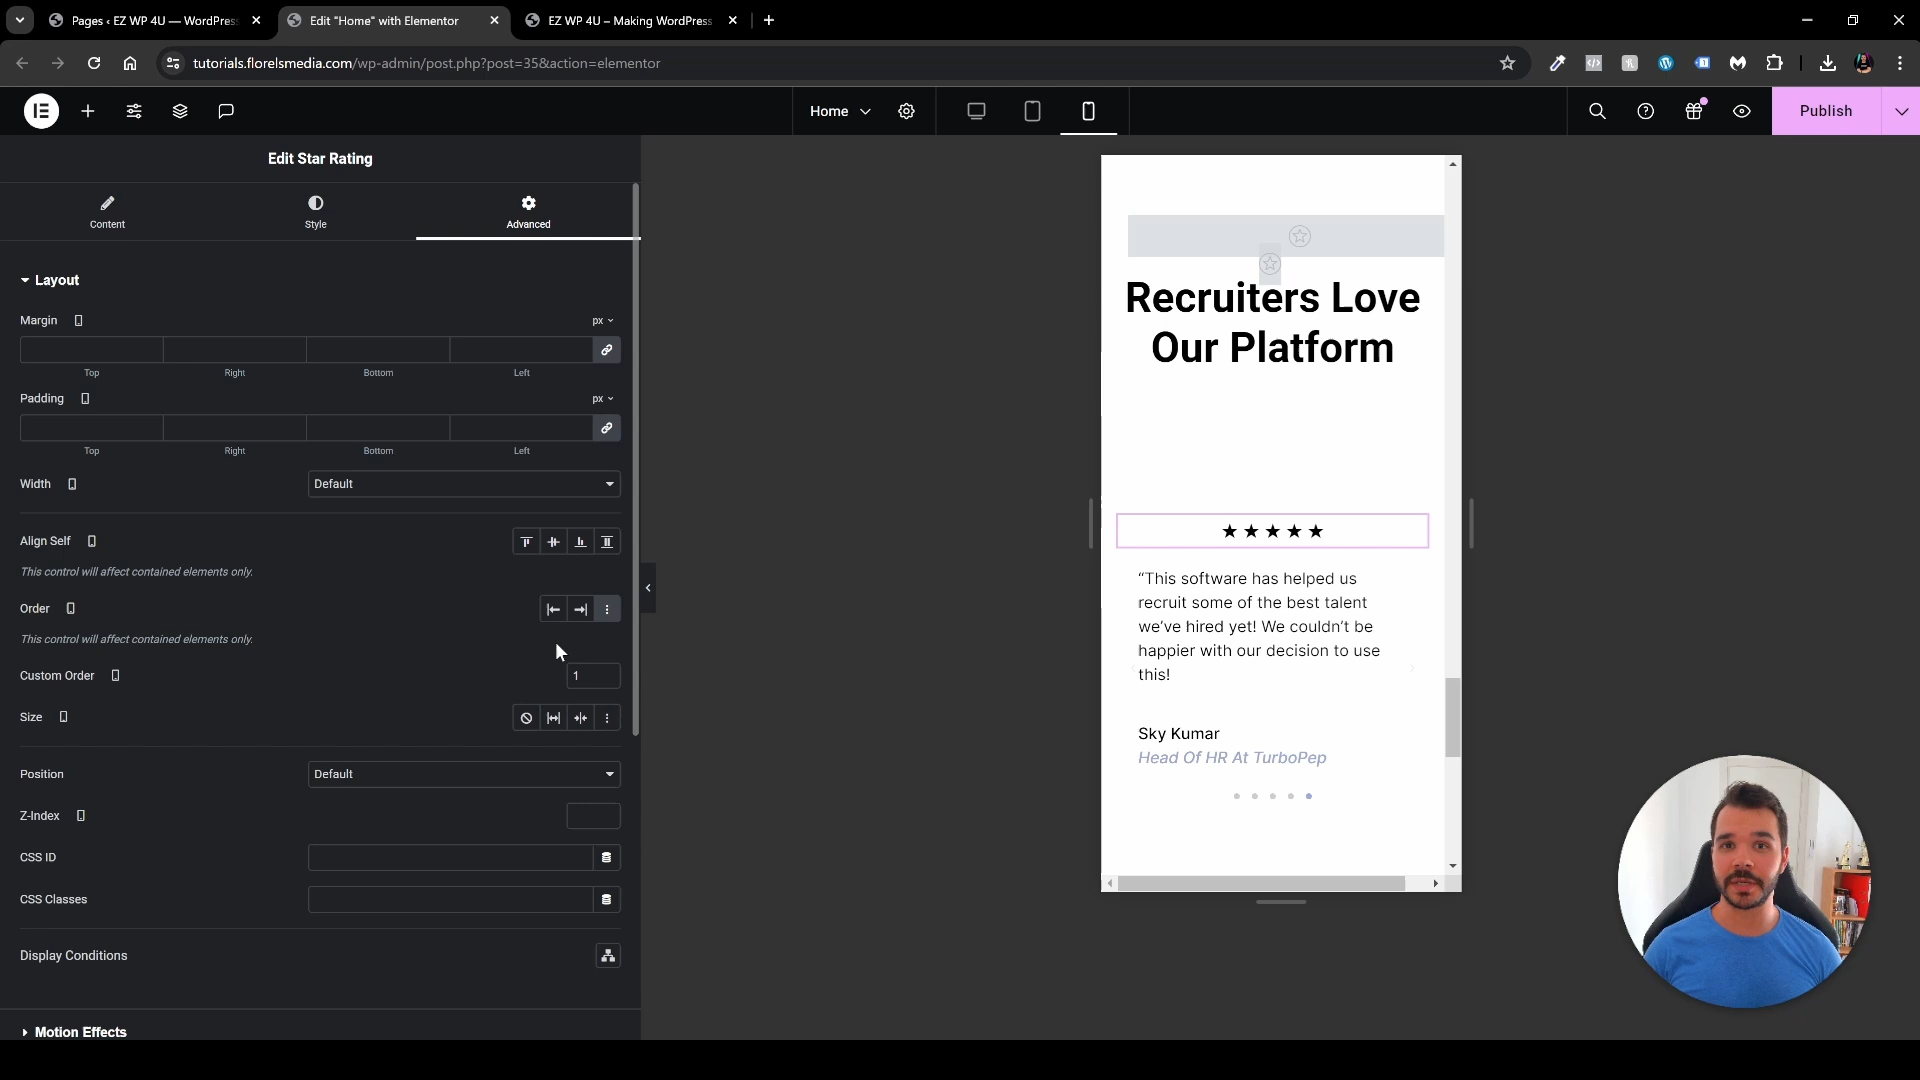 Pages ‹ EZ WP 4U — WordPres
Edit "Home" with Elementor
EZ WP 4U – Making WordPress
tutorials.florelsmedia.com/wp-admin/post.php?post=35&action=elementor
Home
Publish
Edit Star Rating
Content
Style
Advanced
Layout
Margin
px
Top
Right
Bottom
Left
Padding
px
Top
Right
Bottom
Left
Width
Default
Align Self
This control will affect contained elements only.
Order
This control will affect contained elements only.
Custom Order
1
Size
Position
Default
Z-Index
CSS ID
CSS Classes
Display Conditions
Motion Effects
Recruiters Love
Our Platform
“This software has helped us
recruit some of the best talent
we’ve hired yet! We couldn’t be
happier with our decision to use
this!
Sky Kumar
Head Of HR At TurboPep